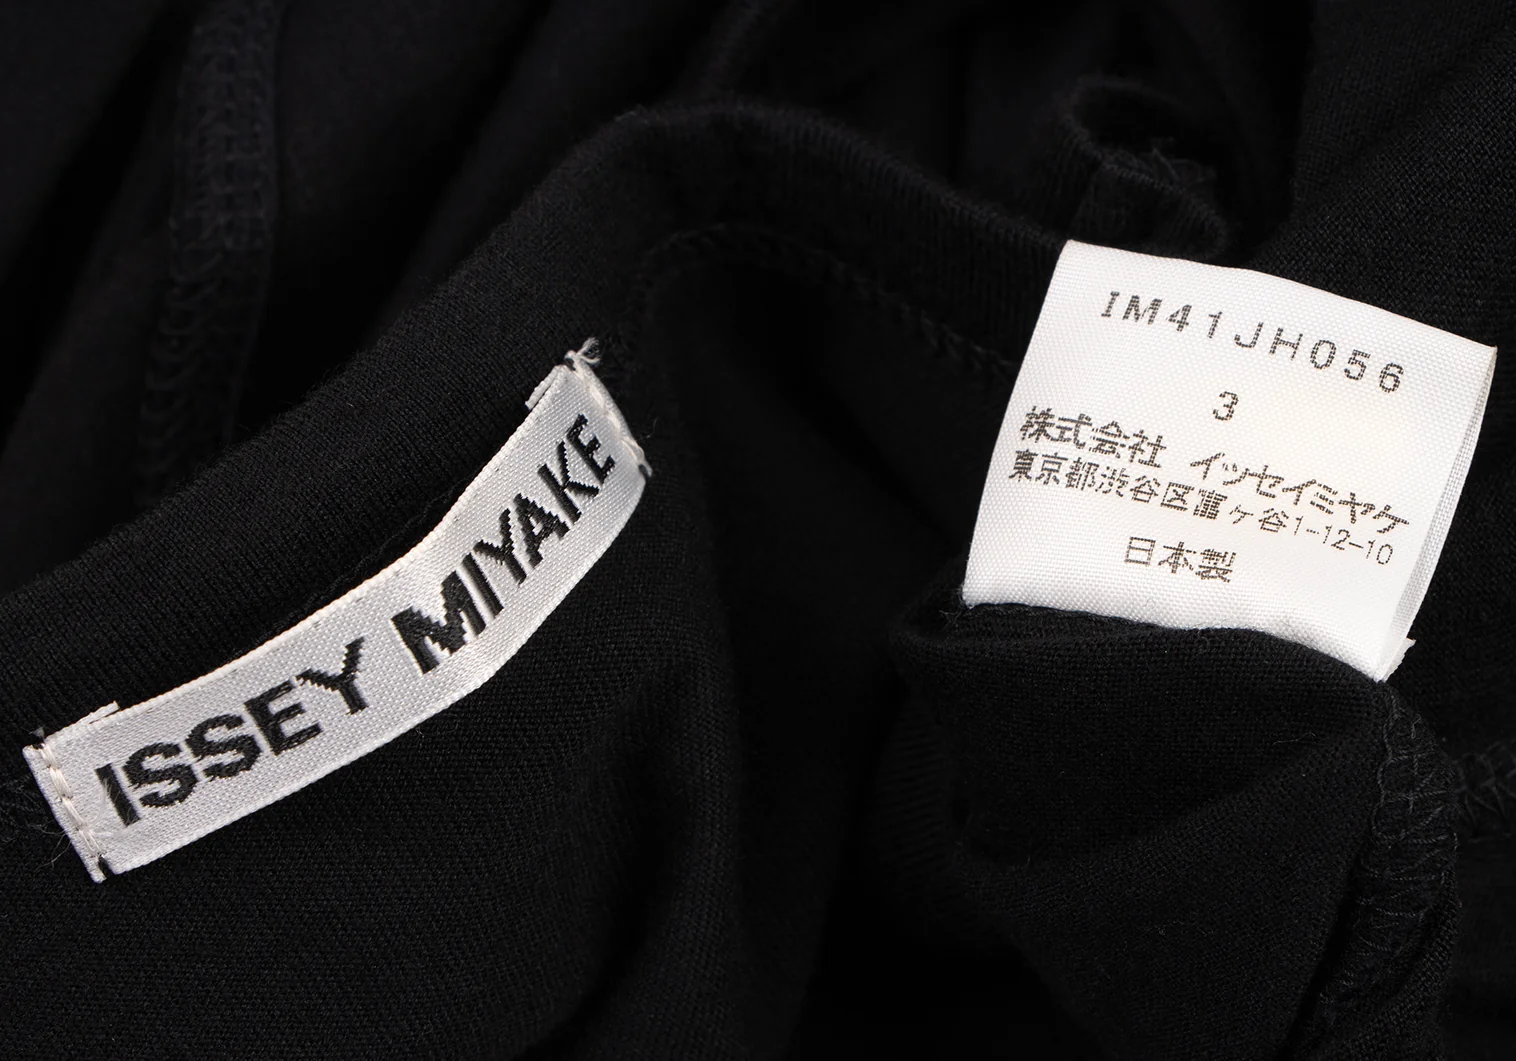 ISSEY MIYAKE
IM41JH056
3
株式会社 イッセイミヤケ
東京都渋谷区富ヶ谷1-12-10
日本製